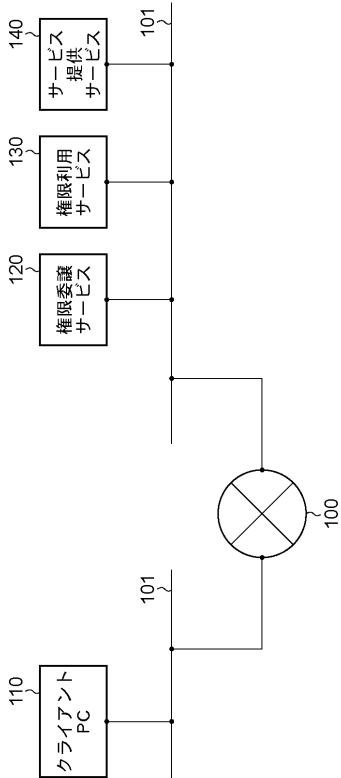 110
クライアント
PC
101
100
120
権限委譲
サービス
130
権限利用
サービス
140
サービス
提供
サービス
101